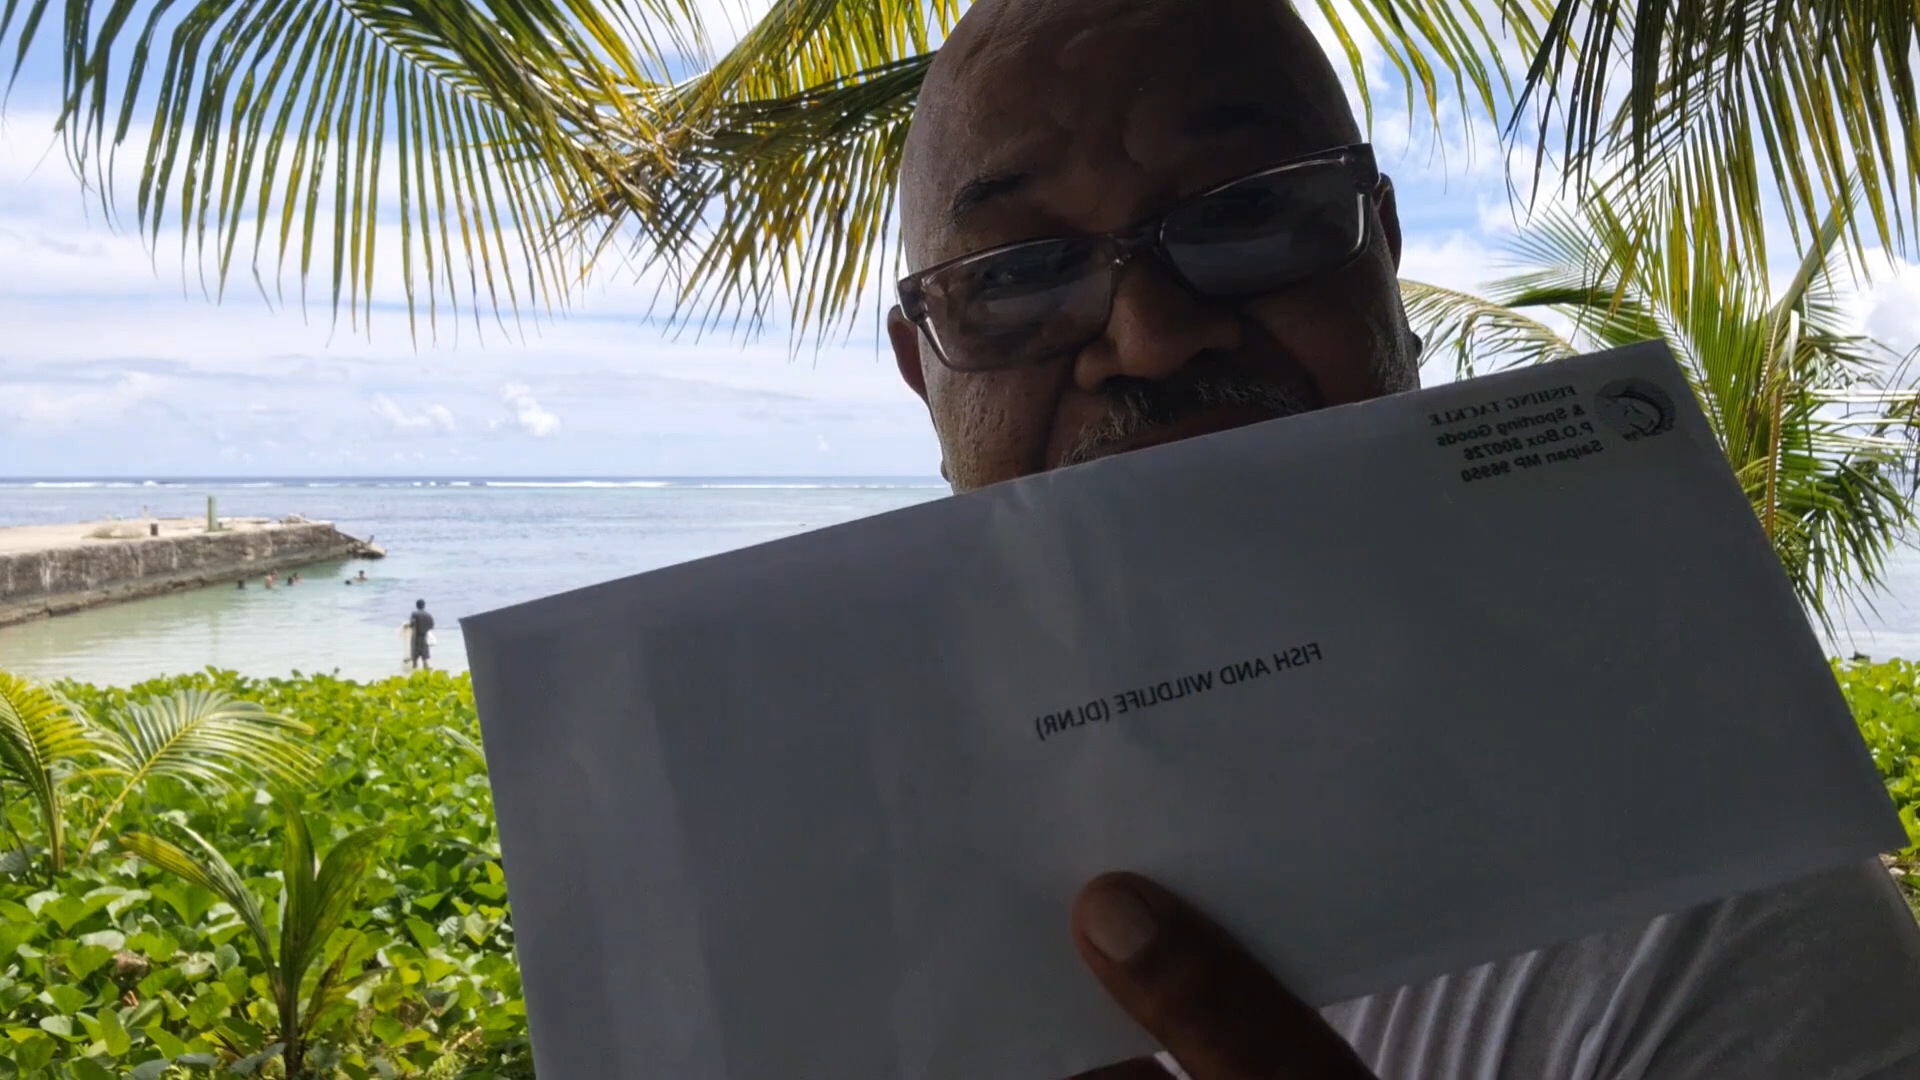 FISHING TACKLE
& Sporting Goods
P.O.Box 500726
Saipan MP 96950
FISH AND WILDLIFE (DLNR)